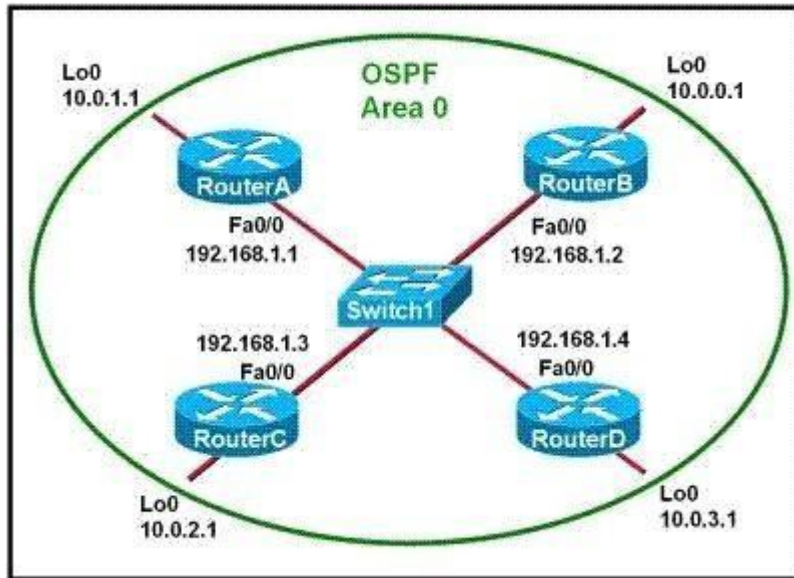 OSPF
Area 0
Lo0
10.0.1.1
Lo0
10.0.0.1
RouterA
RouterB
Fa0/0
192.168.1.1
Fa0/0
192.168.1.2
Switch1
192.168.1.3
Fa0/0
192.168.1.4
Fa0/0
RouterC
RouterD
Lo0
10.0.2.1
Lo0
10.0.3.1